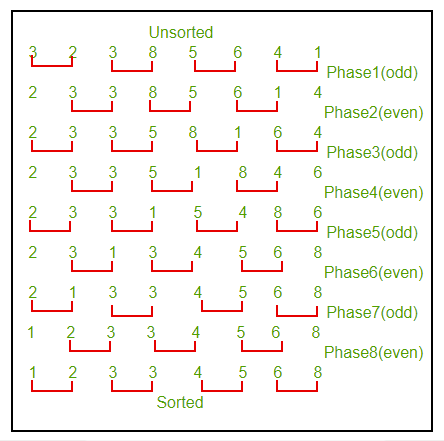 Unsorted
3 2 3 8 5 6 4 1
Phase1(odd)
2 3 3 8 5 6 1 4
Phase2(even)
2 3 3 5 8 1 6 4
Phase3(odd)
2 3 3 5 1 8 4 6
Phase4(even)
2 3 3 1 5 4 8 6
Phase5(odd)
2 3 1 3 4 5 6 8
Phase6(even)
2 1 3 3 4 5 6 8
Phase7(odd)
1 2 3 3 4 5 6 8
Phase8(even)
1 2 3 3 4 5 6 8
Sorted